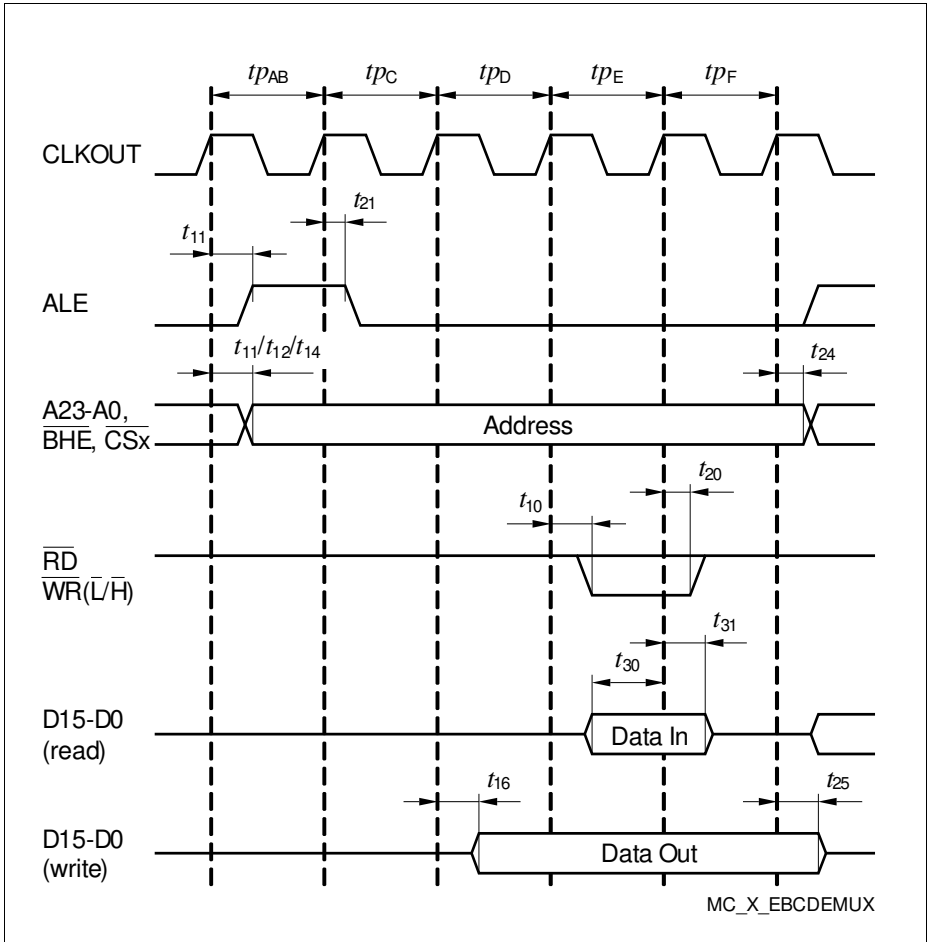 tpAB tpC tpD tpE tpF
CLKOUT
t21
t11
ALE
t11/t12/t14 t24
A23-A0,
BHE, CSx
Address
t20
t10
RD
WR(L/H)
t31
t30
D15-D0
(read)
Data In
t16 t25
D15-D0
(write)
Data Out
MC_X_EBCDEMUX